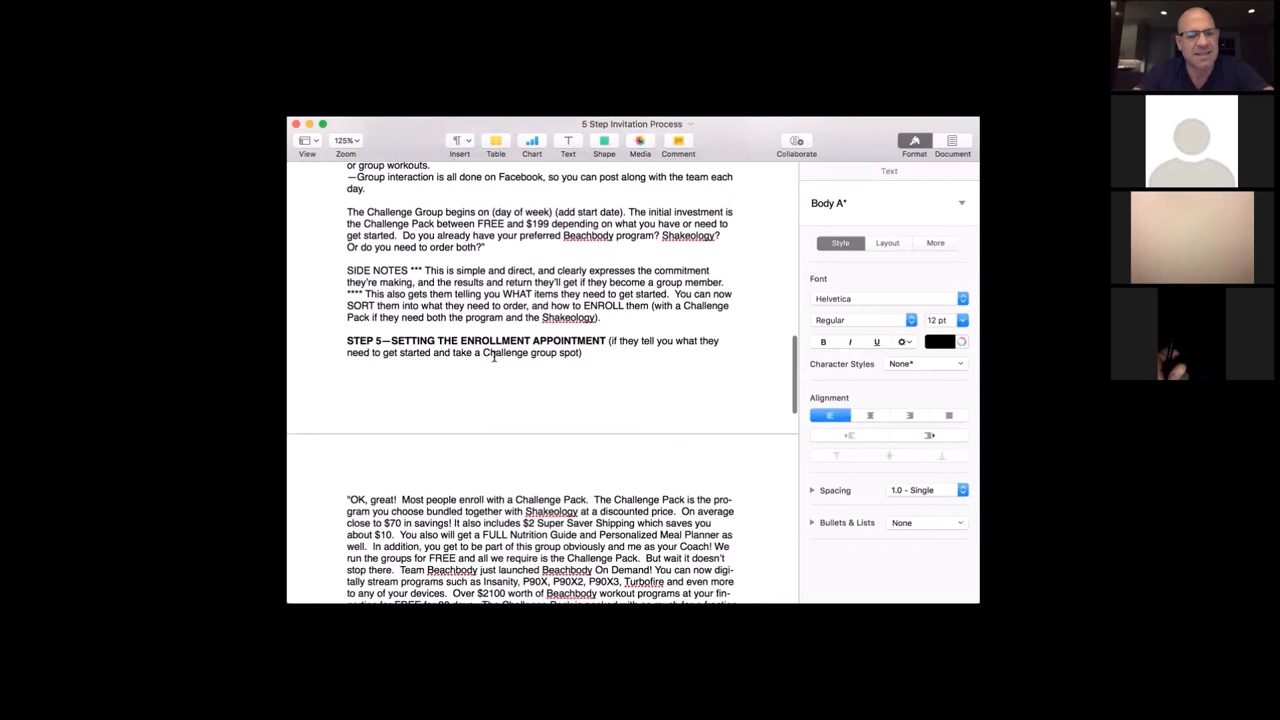 5 Step Invitation Process
125%
View
Zoom
Insert
Table
Chart
Text
Shape
Media
Comment
Collaborate
Format
Document
or group workouts.
—Group interaction is all done on Facebook, so you can post along with the team each
day.
The Challenge Group begins on (day of week) (add start date). The initial investment is
the Challenge Pack between FREE and $199 depending on what you have or need to
get started.  Do you already have your preferred Beachbody program? Shakeology?
Or do you need to order both?"
SIDE NOTES *** This is simple and direct, and clearly expresses the commitment
they're making, and the results and return they'll get if they become a group member.
**** This also gets them telling you WHAT items they need to get started.  You can now
SORT them into what they need to order, and how to ENROLL them (with a Challenge
Pack if they need both the program and the Shakeology).
STEP 5—SETTING THE ENROLLMENT APPOINTMENT (if they tell you what they
need to get started and take a Challenge group spot)
"OK, great!  Most people enroll with a Challenge Pack.  The Challenge Pack is the pro-
gram you choose bundled together with Shakeology at a discounted price.  On average
close to $70 in savings! It also includes $2 Super Saver Shipping which saves you
about $10.  You also will get a FULL Nutrition Guide and Personalized Meal Planner as
well.  In addition, you get to be part of this group obviously and me as your Coach! We
run the groups for FREE and all we require is the Challenge Pack.  But wait it doesn't
stop there.  Team Beachbody just launched Beachbody On Demand! You can now digi-
tally stream programs such as Insanity, P90X, P90X2, P90X3, Turbofire and even more
to any of your devices.  Over $2100 worth of Beachbody workout programs at your fin-
Text
Body A*
Style
Layout
More
Font
Helvetica
Regular
12 pt
B
I
U
Character Styles
None*
Alignment
Spacing
1.0 - Single
Bullets & Lists
None